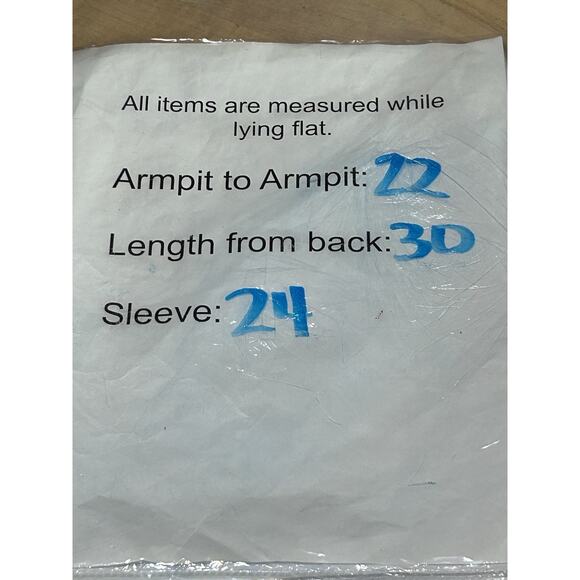 All items are measured while
lying flat.
Armpit to Armpit: 22
Length from back: 30
Sleeve: 24